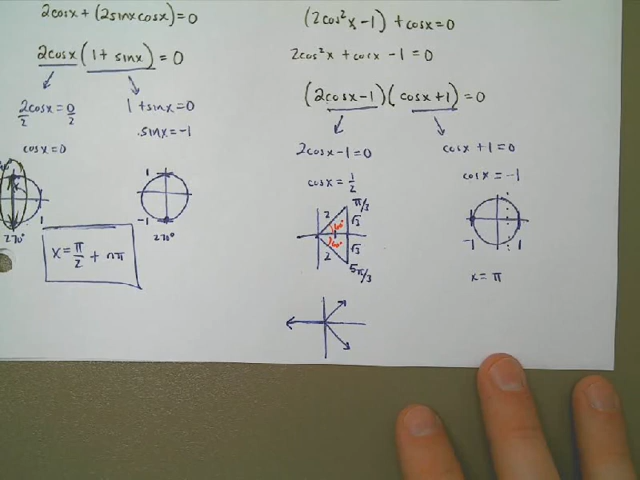 2cosx + (2sinxcosx) = 0
2cosx (1 + sinx) = 0
2cosx = 0
2 2
1 + sinx = 0
sinx = -1
cosx = 0
1
270°
1
-1
270°
x = π/2 + nπ
(2cos²x - 1) + cosx = 0
2cos²x + cosx - 1 = 0
(2cosx - 1)(cosx + 1) = 0
2cosx - 1 = 0
cosx = 1/2
π/3
2 √3
60°
1
60°
2 √3
5π/3
cosx + 1 = 0
cosx = -1
-1 1
x = π